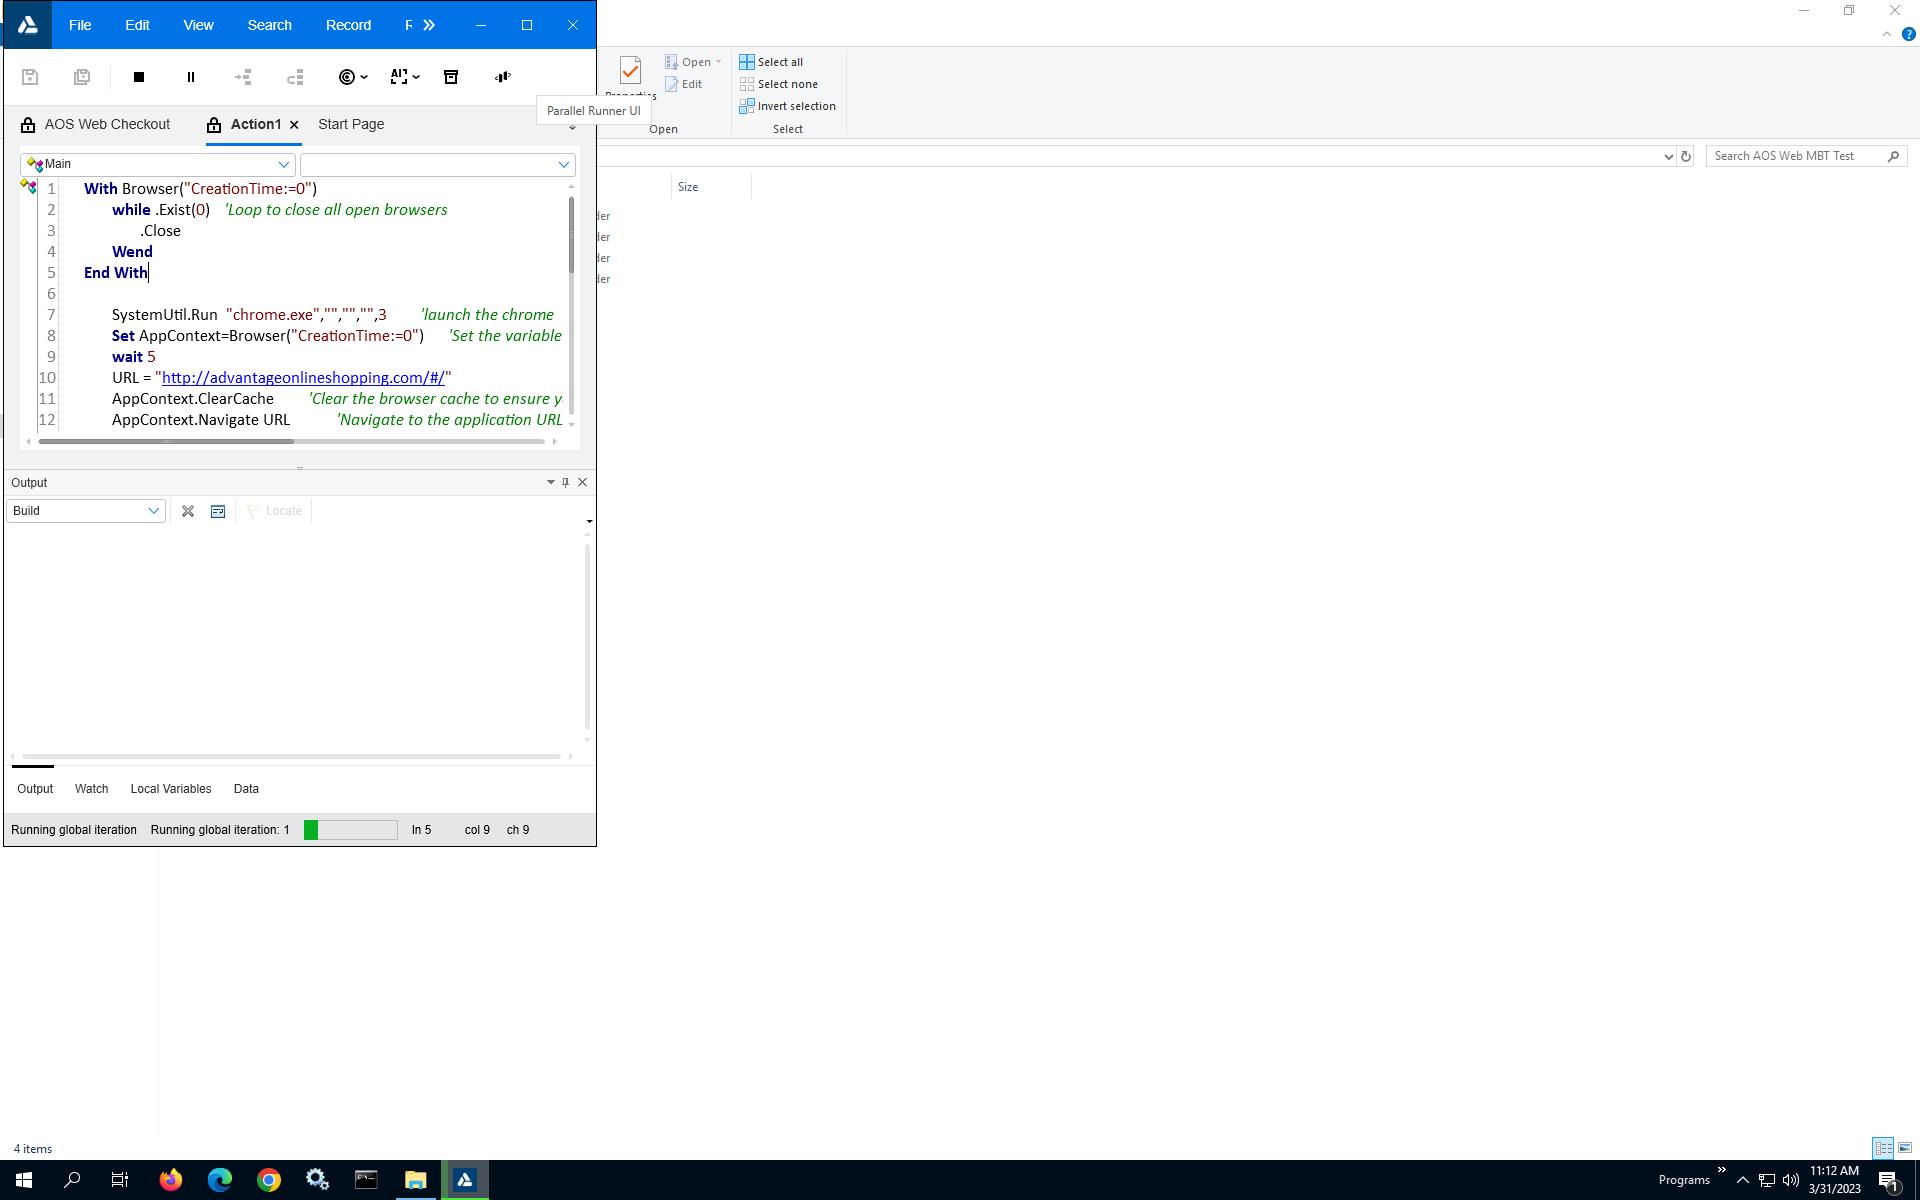 File Edit View Search Record
Parallel Runner UI
AOS Web Checkout Action1 Start Page
Main
1 With Browser("CreationTime:=0")
2 while .Exist(0) 'Loop to close all open browsers
3 .Close
4 Wend
5 End With
6
7 SystemUtil.Run "chrome.exe","","","",3 'launch the chrome
8 Set AppContext=Browser("CreationTime:=0") 'Set the variable
9 wait 5
10 URL = "http://advantageonlineshopping.com/#/"
11 AppContext.ClearCache 'Clear the browser cache to ensure y
12 AppContext.Navigate URL 'Navigate to the application URL
Output
Build Locate
Output Watch Local Variables Data
Running global iteration Running global iteration: 1 ln 5 col 9 ch 9
Properties
Open
Edit
Open
Select all
Select none
Invert selection
Select
Search AOS Web MBT Test
Size
der
der
der
der
4 items
Programs
11:12 AM
3/31/2023
1